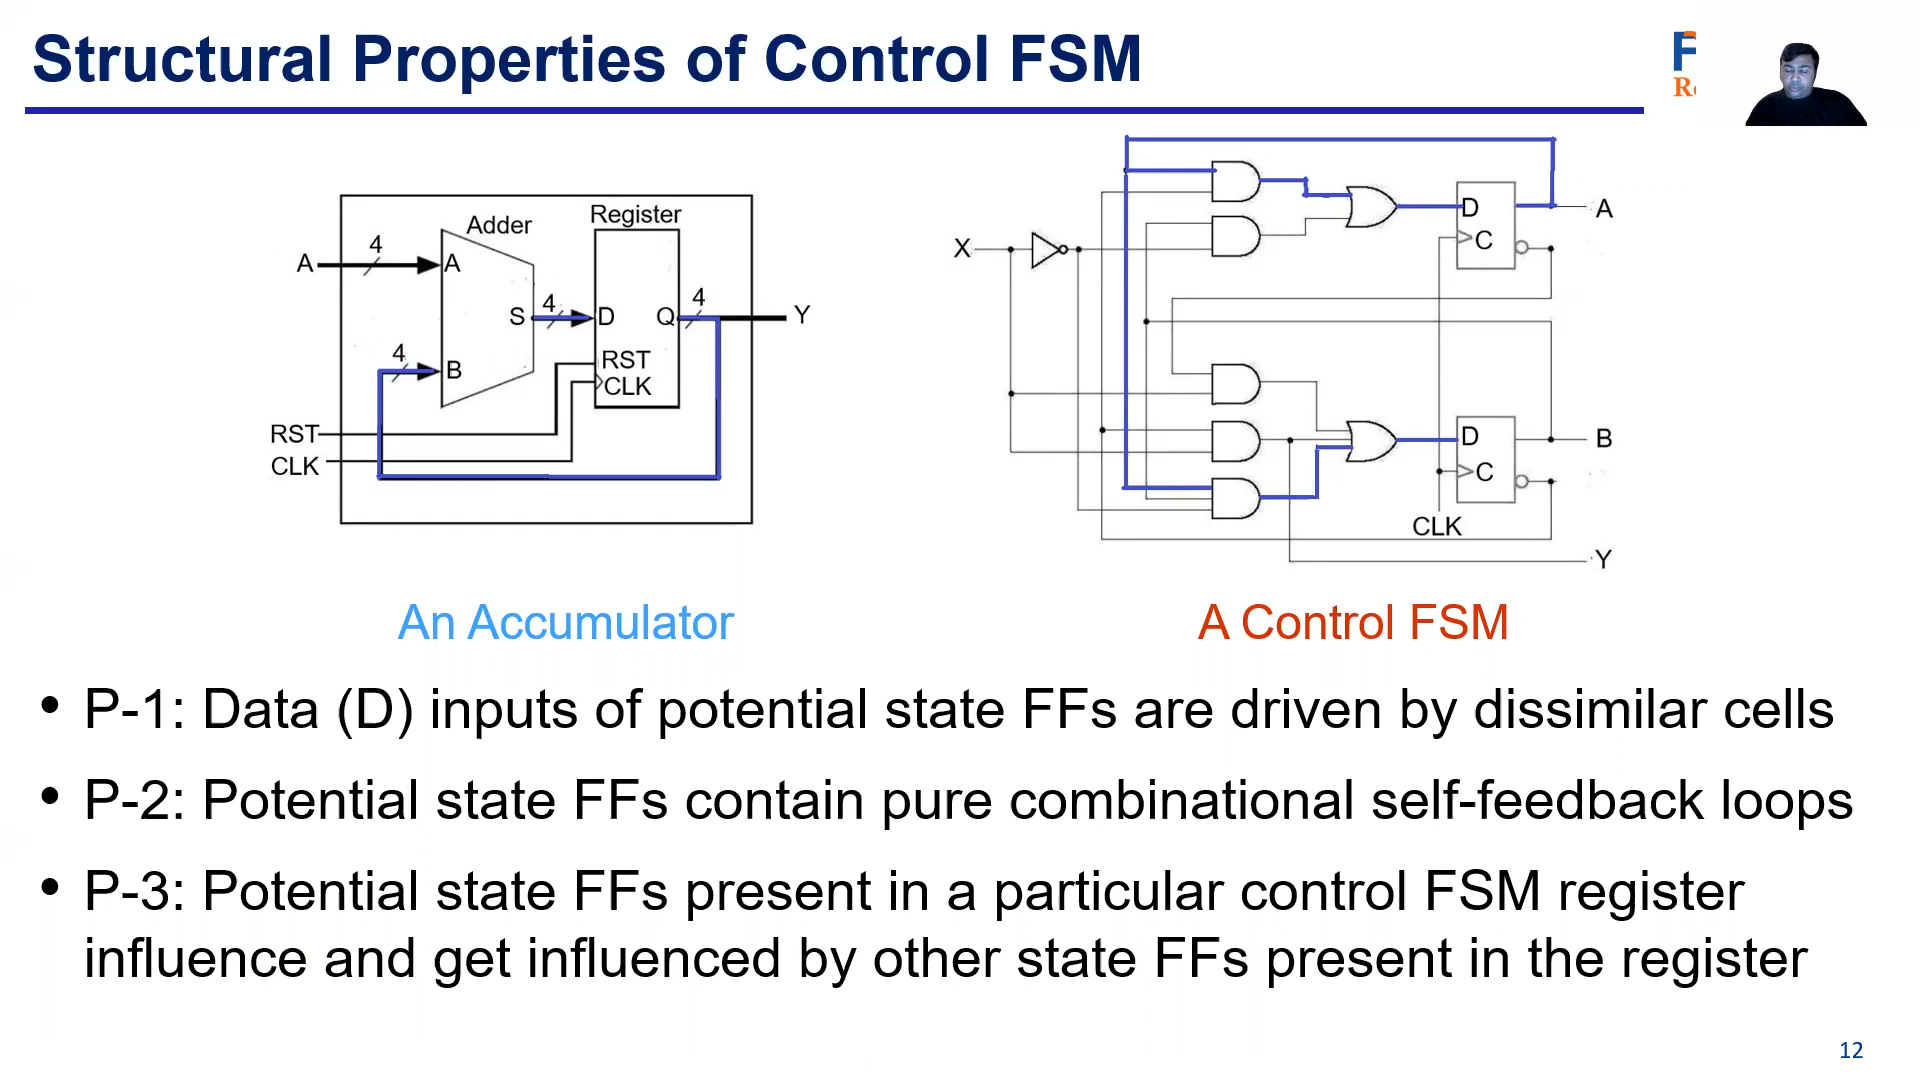 Structural Properties of Control FSM
F
Adder
Register
A
4
A
S
4
D
Q
4
Y
4
B
RST
CLK
RST
CLK
X
D
C
A
D
C
B
CLK
Y
An Accumulator
A Control FSM
• P-1: Data (D) inputs of potential state FFs are driven by dissimilar cells
• P-2: Potential state FFs contain pure combinational self-feedback loops
• P-3: Potential state FFs present in a particular control FSM register
influence and get influenced by other state FFs present in the register
12